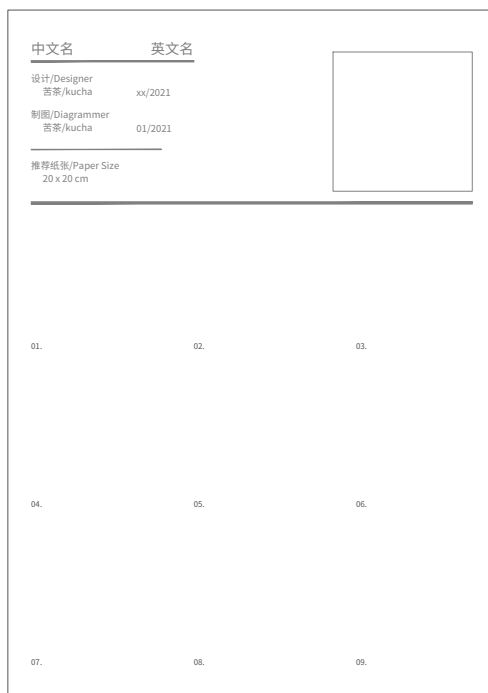 中文名 英文名
设计/Designer
苦茶/kucha xx/2021
制图/Diagrammer
苦茶/kucha 01/2021
推荐纸张/Paper Size
20 x 20 cm
01. 02. 03.
04. 05. 06.
07. 08. 09.